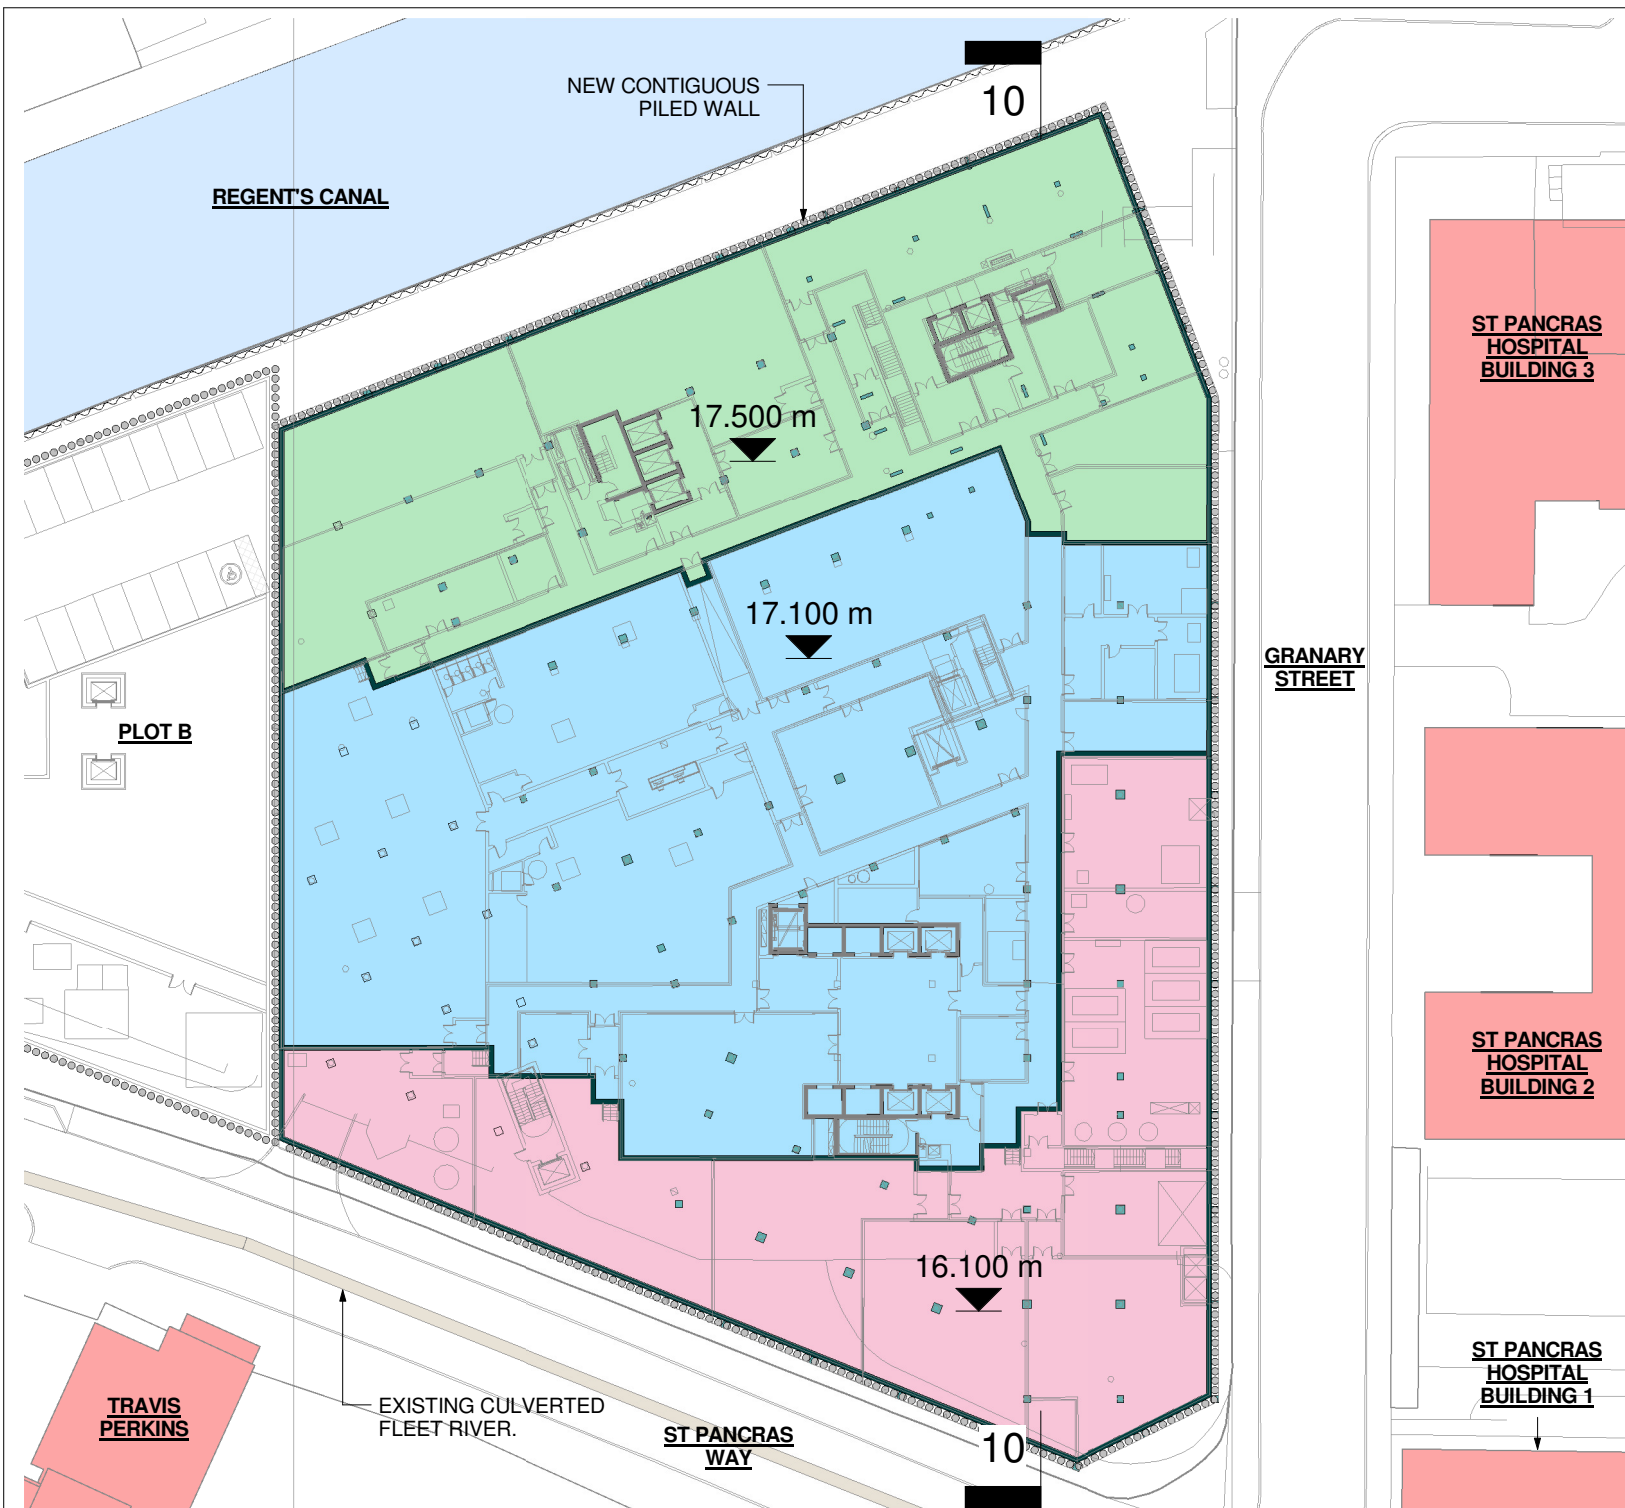 NEW CONTIGUOUS
PILED WALL
10
REGENT'S CANAL
ST PANCRAS
HOSPITAL
BUILDING 3
17.500 m
17.100 m
GRANARY
STREET
PLOT B
ST PANCRAS
HOSPITAL
BUILDING 2
16.100 m
ST PANCRAS
HOSPITAL
BUILDING 1
TRAVIS
PERKINS
EXISTING CULVERTED
FLEET RIVER.
ST PANCRAS
WAY
10